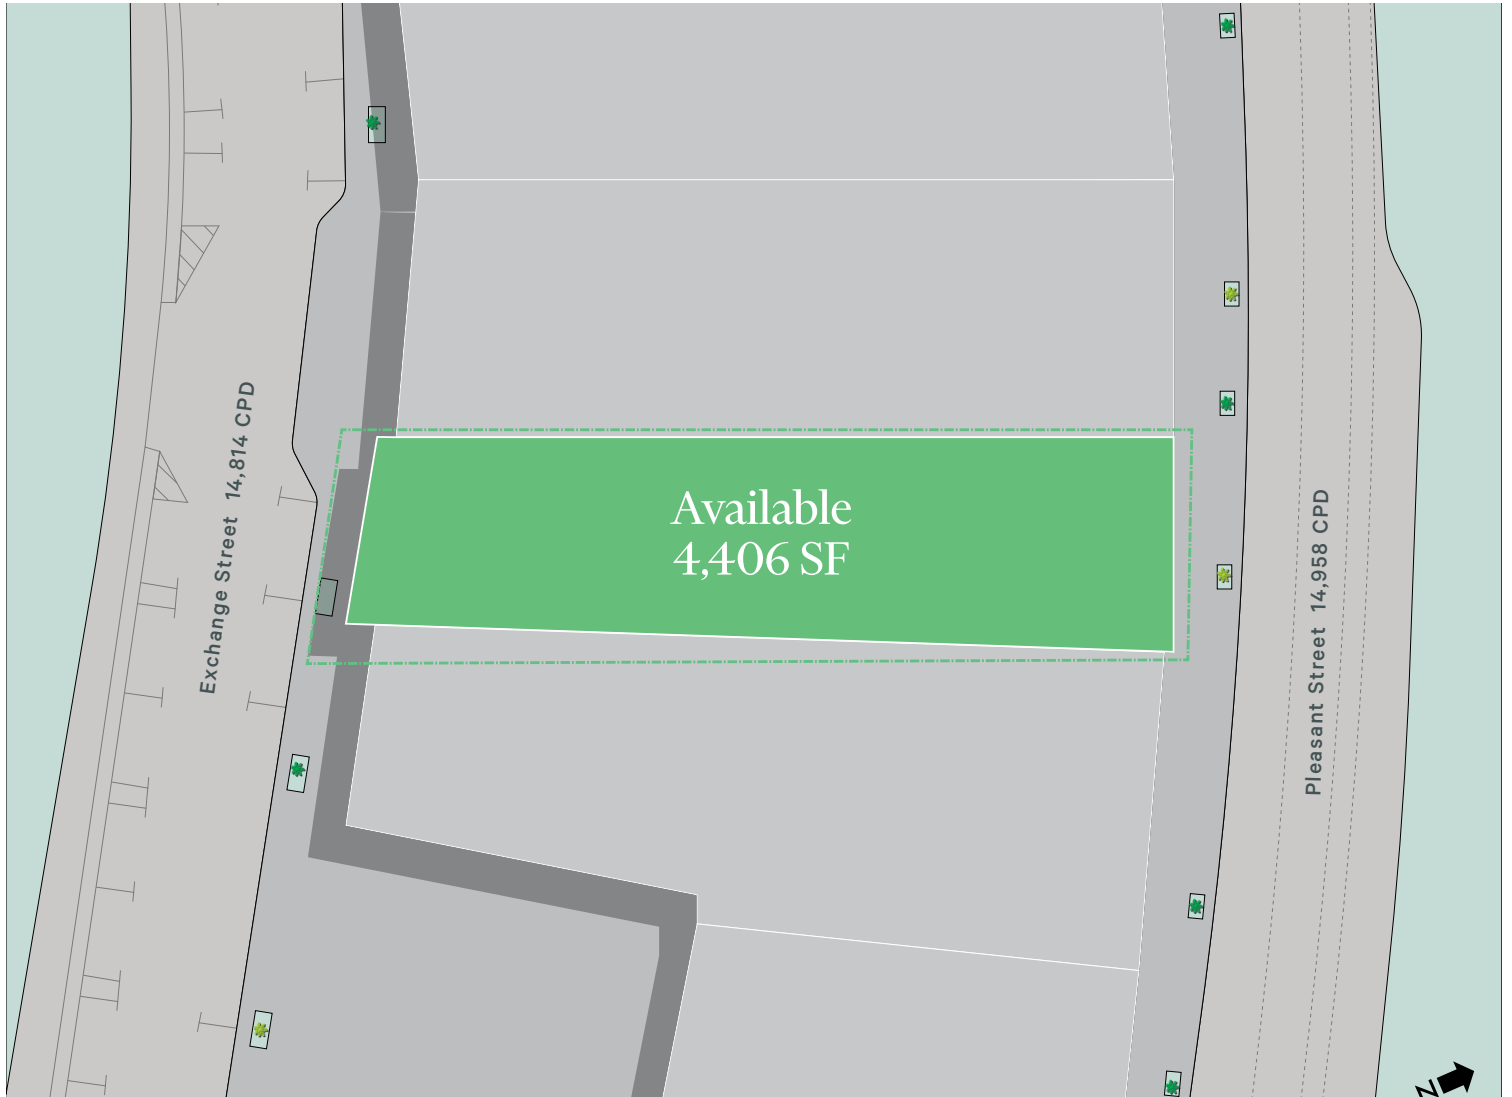 Available
4,406 SF
Exchange Street 14,814 CPD
Pleasant Street 14,958 CPD
N